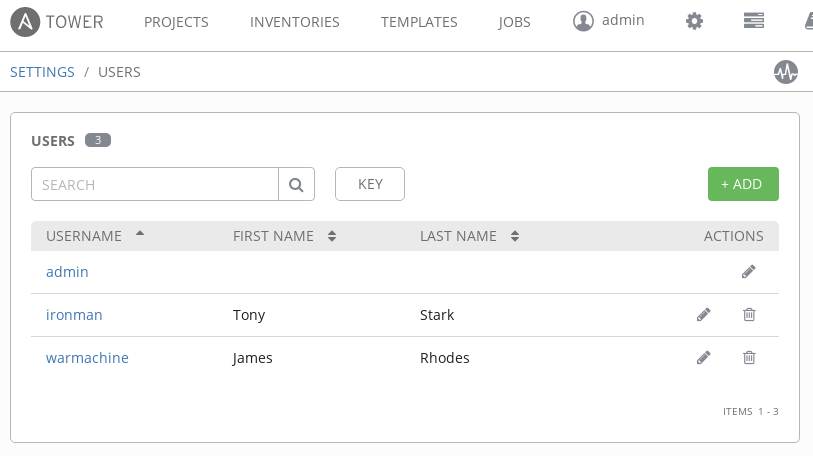 A TOWER PROJECTS INVENTORIES TEMPLATES JOBS admin
SETTINGS / USERS
USERS 3
SEARCH KEY + ADD
USERNAME FIRST NAME LAST NAME ACTIONS
admin
ironman Tony Stark
warmachine James Rhodes
ITEMS 1 - 3